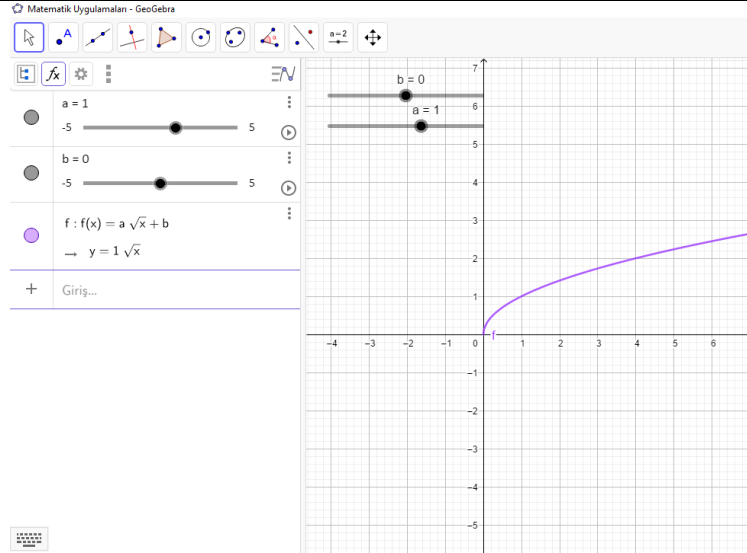 Matematik Uygulamaları - GeoGebra
A
α
a=2
fx
a = 1
-5
5
b = 0
-5
5
f : f(x) = a √x + b
→ y = 1 √x
+ Giriş...
b = 0
a = 1
7
6
5
4
3
2
1
−4 −3 −2 −1 0 1 2 3 4 5 6
f
−1
−2
−3
−4
−5